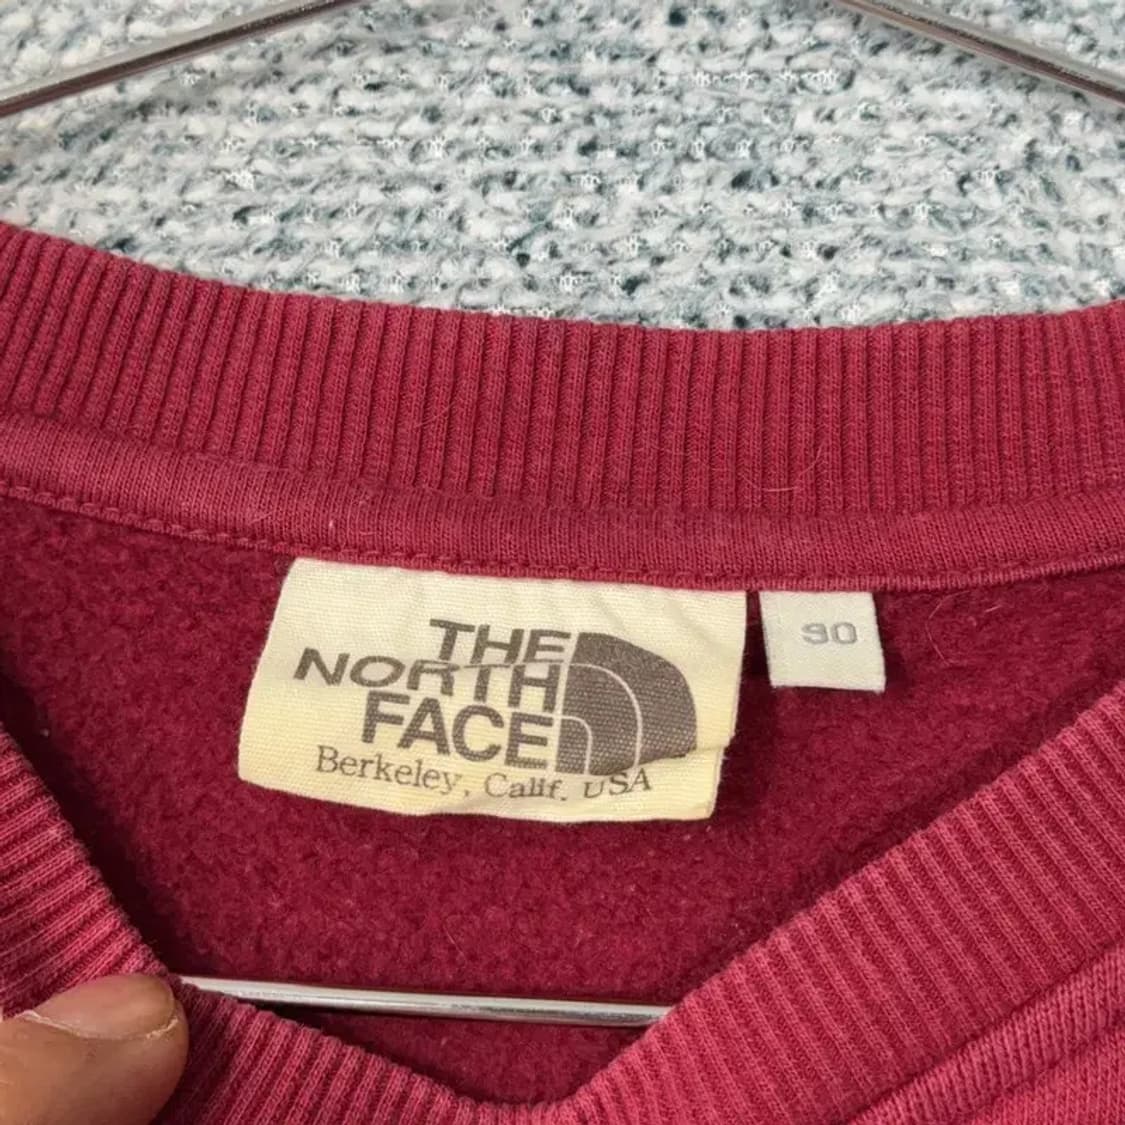 THE
NORTH
FACE
Berkeley, Calif. USA
90